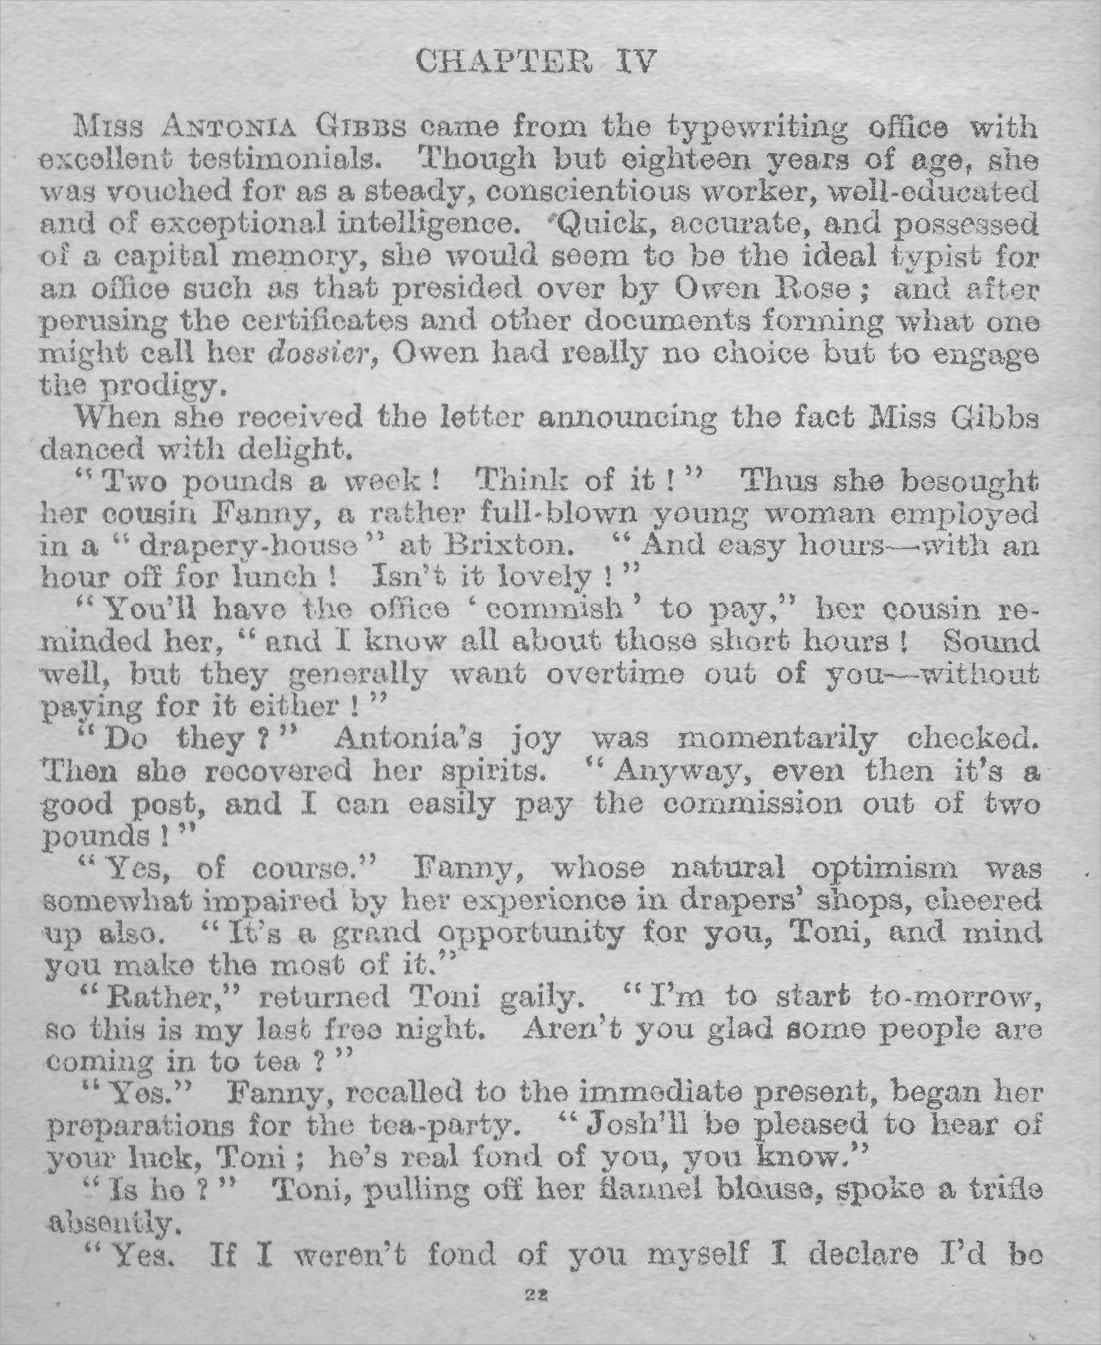 CHAPTER IV
MISS ANTONIA GIBBS came from the typewriting office with
excellent testimonials. Though but eighteen years of age, she
was vouched for as a steady, conscientious worker, well-educated
and of exceptional intelligence. Quick, accurate, and possessed
of a capital memory, she would seem to be the ideal typist for
an office such as that presided over by Owen Rose ; and after
perusing the certificates and other documents forming what one
might call her dossier, Owen had really no choice but to engage
the prodigy.
When she received the letter announcing the fact Miss Gibbs
danced with delight.
“ Two pounds a week ! Think of it ! ” Thus she besought
her cousin Fanny, a rather full-blown young woman employed
in a “ drapery-house ” at Brixton. “ And easy hours—with an
hour off for lunch ! Isn’t it lovely ! ”
“ You’ll have the office ‘ commish ’ to pay,” her cousin re-
minded her, “ and I know all about those short hours ! Sound
well, but they generally want overtime out of you—without
paying for it either ! ”
“ Do they ? ” Antonia’s joy was momentarily checked.
Then she recovered her spirits. “ Anyway, even then it’s a
good post, and I can easily pay the commission out of two
pounds ! ”
“ Yes, of course.” Fanny, whose natural optimism was
somewhat impaired by her experience in drapers’ shops, cheered
up also. “ It’s a grand opportunity for you, Toni, and mind
you make the most of it.”
“ Rather,” returned Toni gaily. “ I’m to start to-morrow,
so this is my last free night. Aren’t you glad some people are
coming in to tea ? ”
“ Yes.” Fanny, recalled to the immediate present, began her
preparations for the tea-party. “ Josh’ll be pleased to hear of
your luck, Toni ; he’s real fond of you, you know.”
“ Is he ? ” Toni, pulling off her flannel blouse, spoke a trifle
absently.
“ Yes. If I weren’t fond of you myself I declare I’d be
22